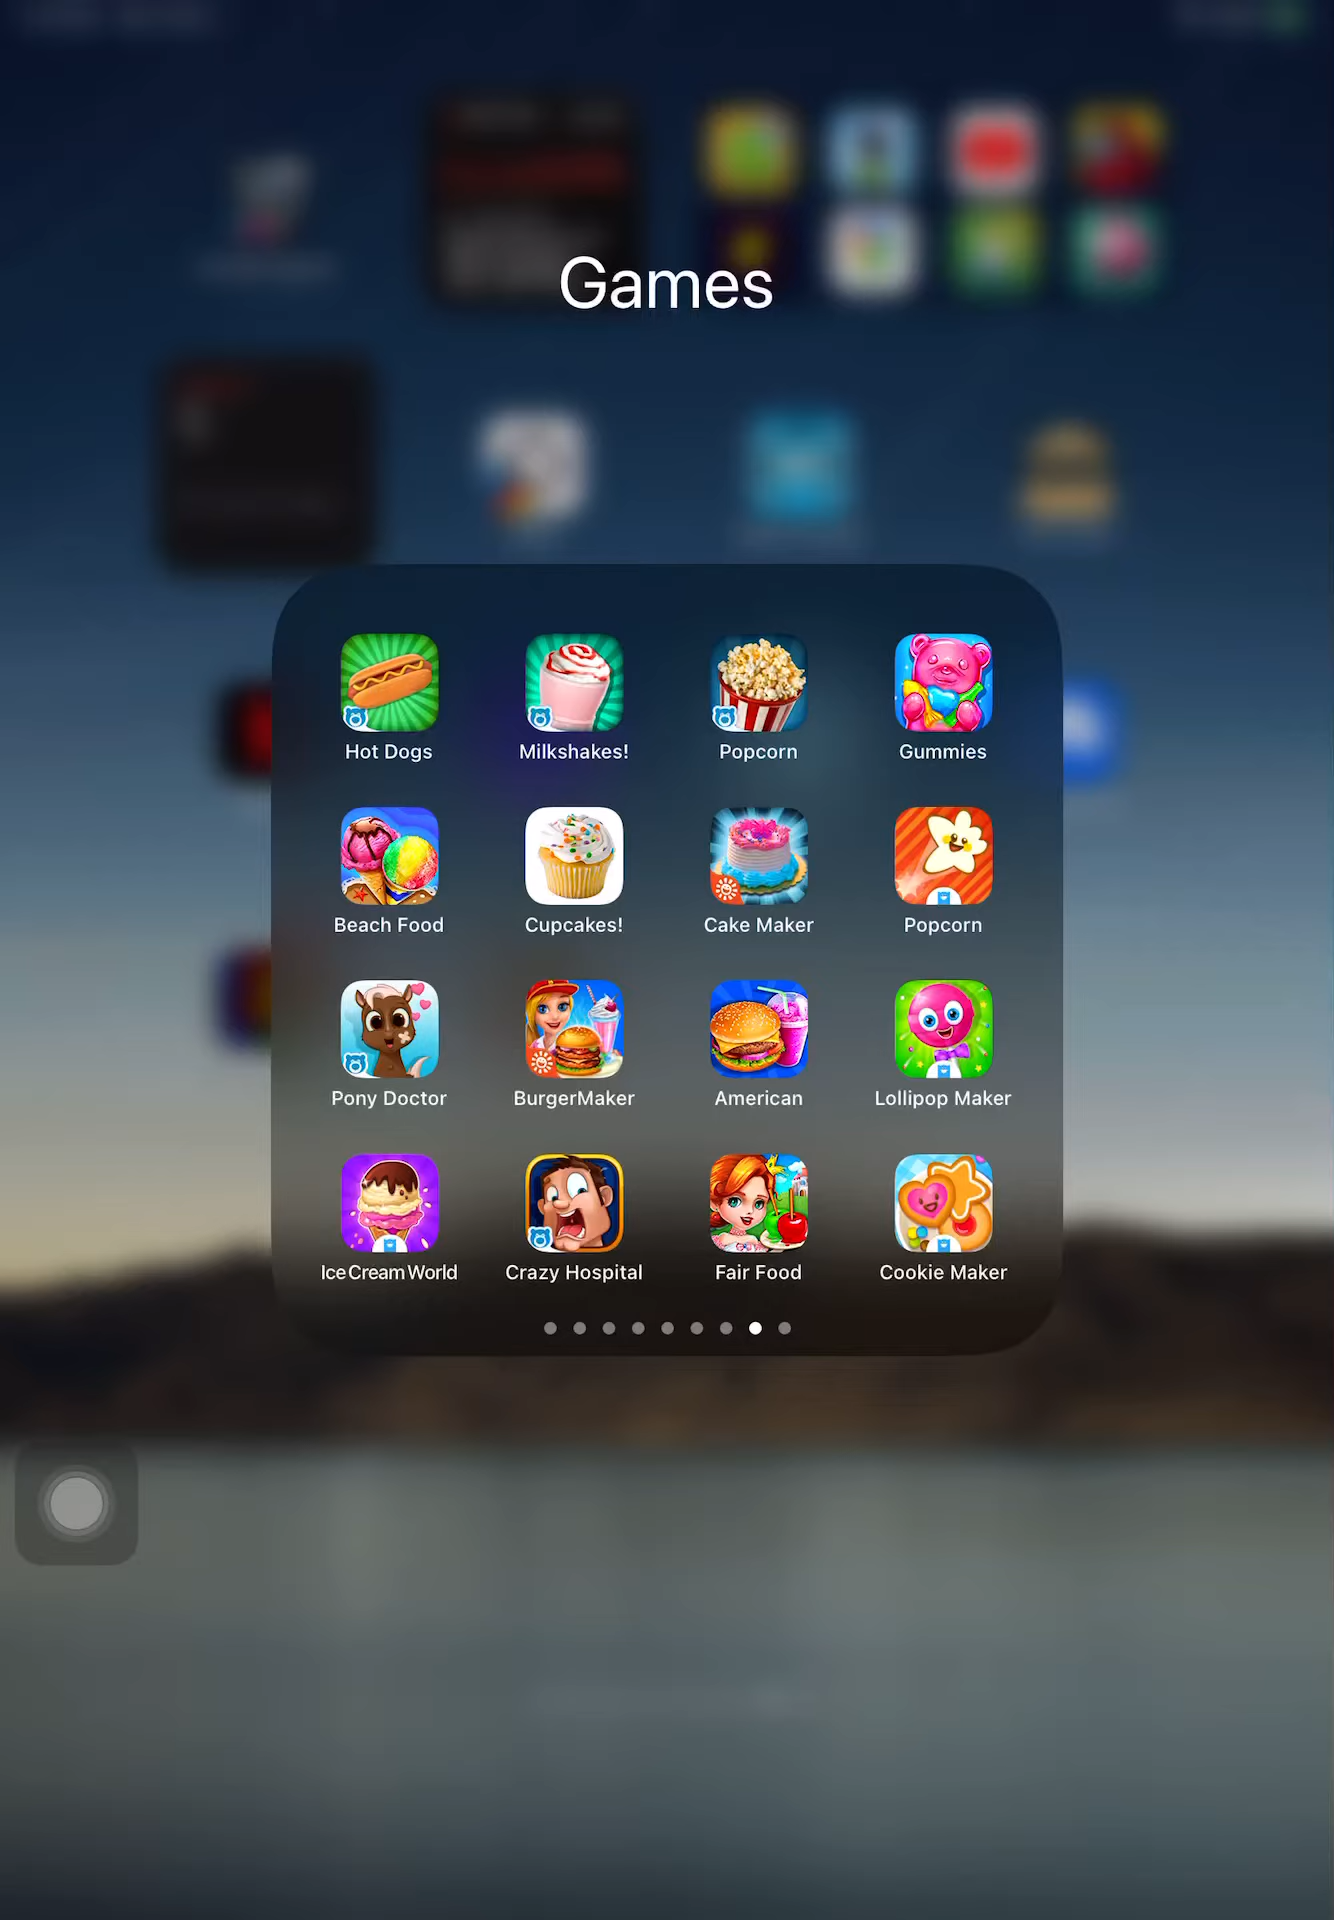 Games
Hot Dogs
Milkshakes!
Popcorn
Gummies
Beach Food
Cupcakes!
Cake Maker
Popcorn
Pony Doctor
BurgerMaker
American
Lollipop Maker
Ice Cream World
Crazy Hospital
Fair Food
Cookie Maker